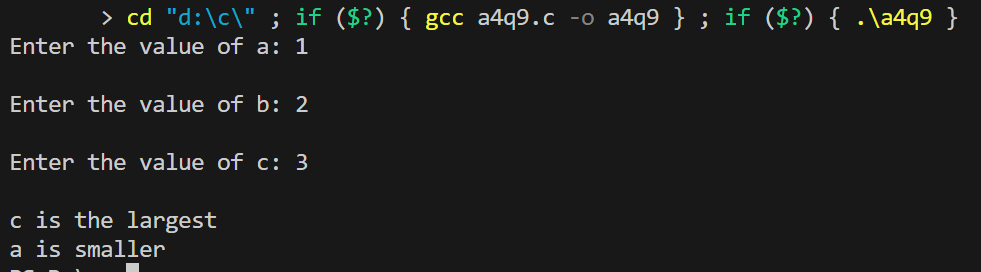 > cd "d:\c\" ; if ($?) { gcc a4q9.c -o a4q9 } ; if ($?) { .\a4q9 }
Enter the value of a: 1
Enter the value of b: 2
Enter the value of c: 3
c is the largest
a is smaller